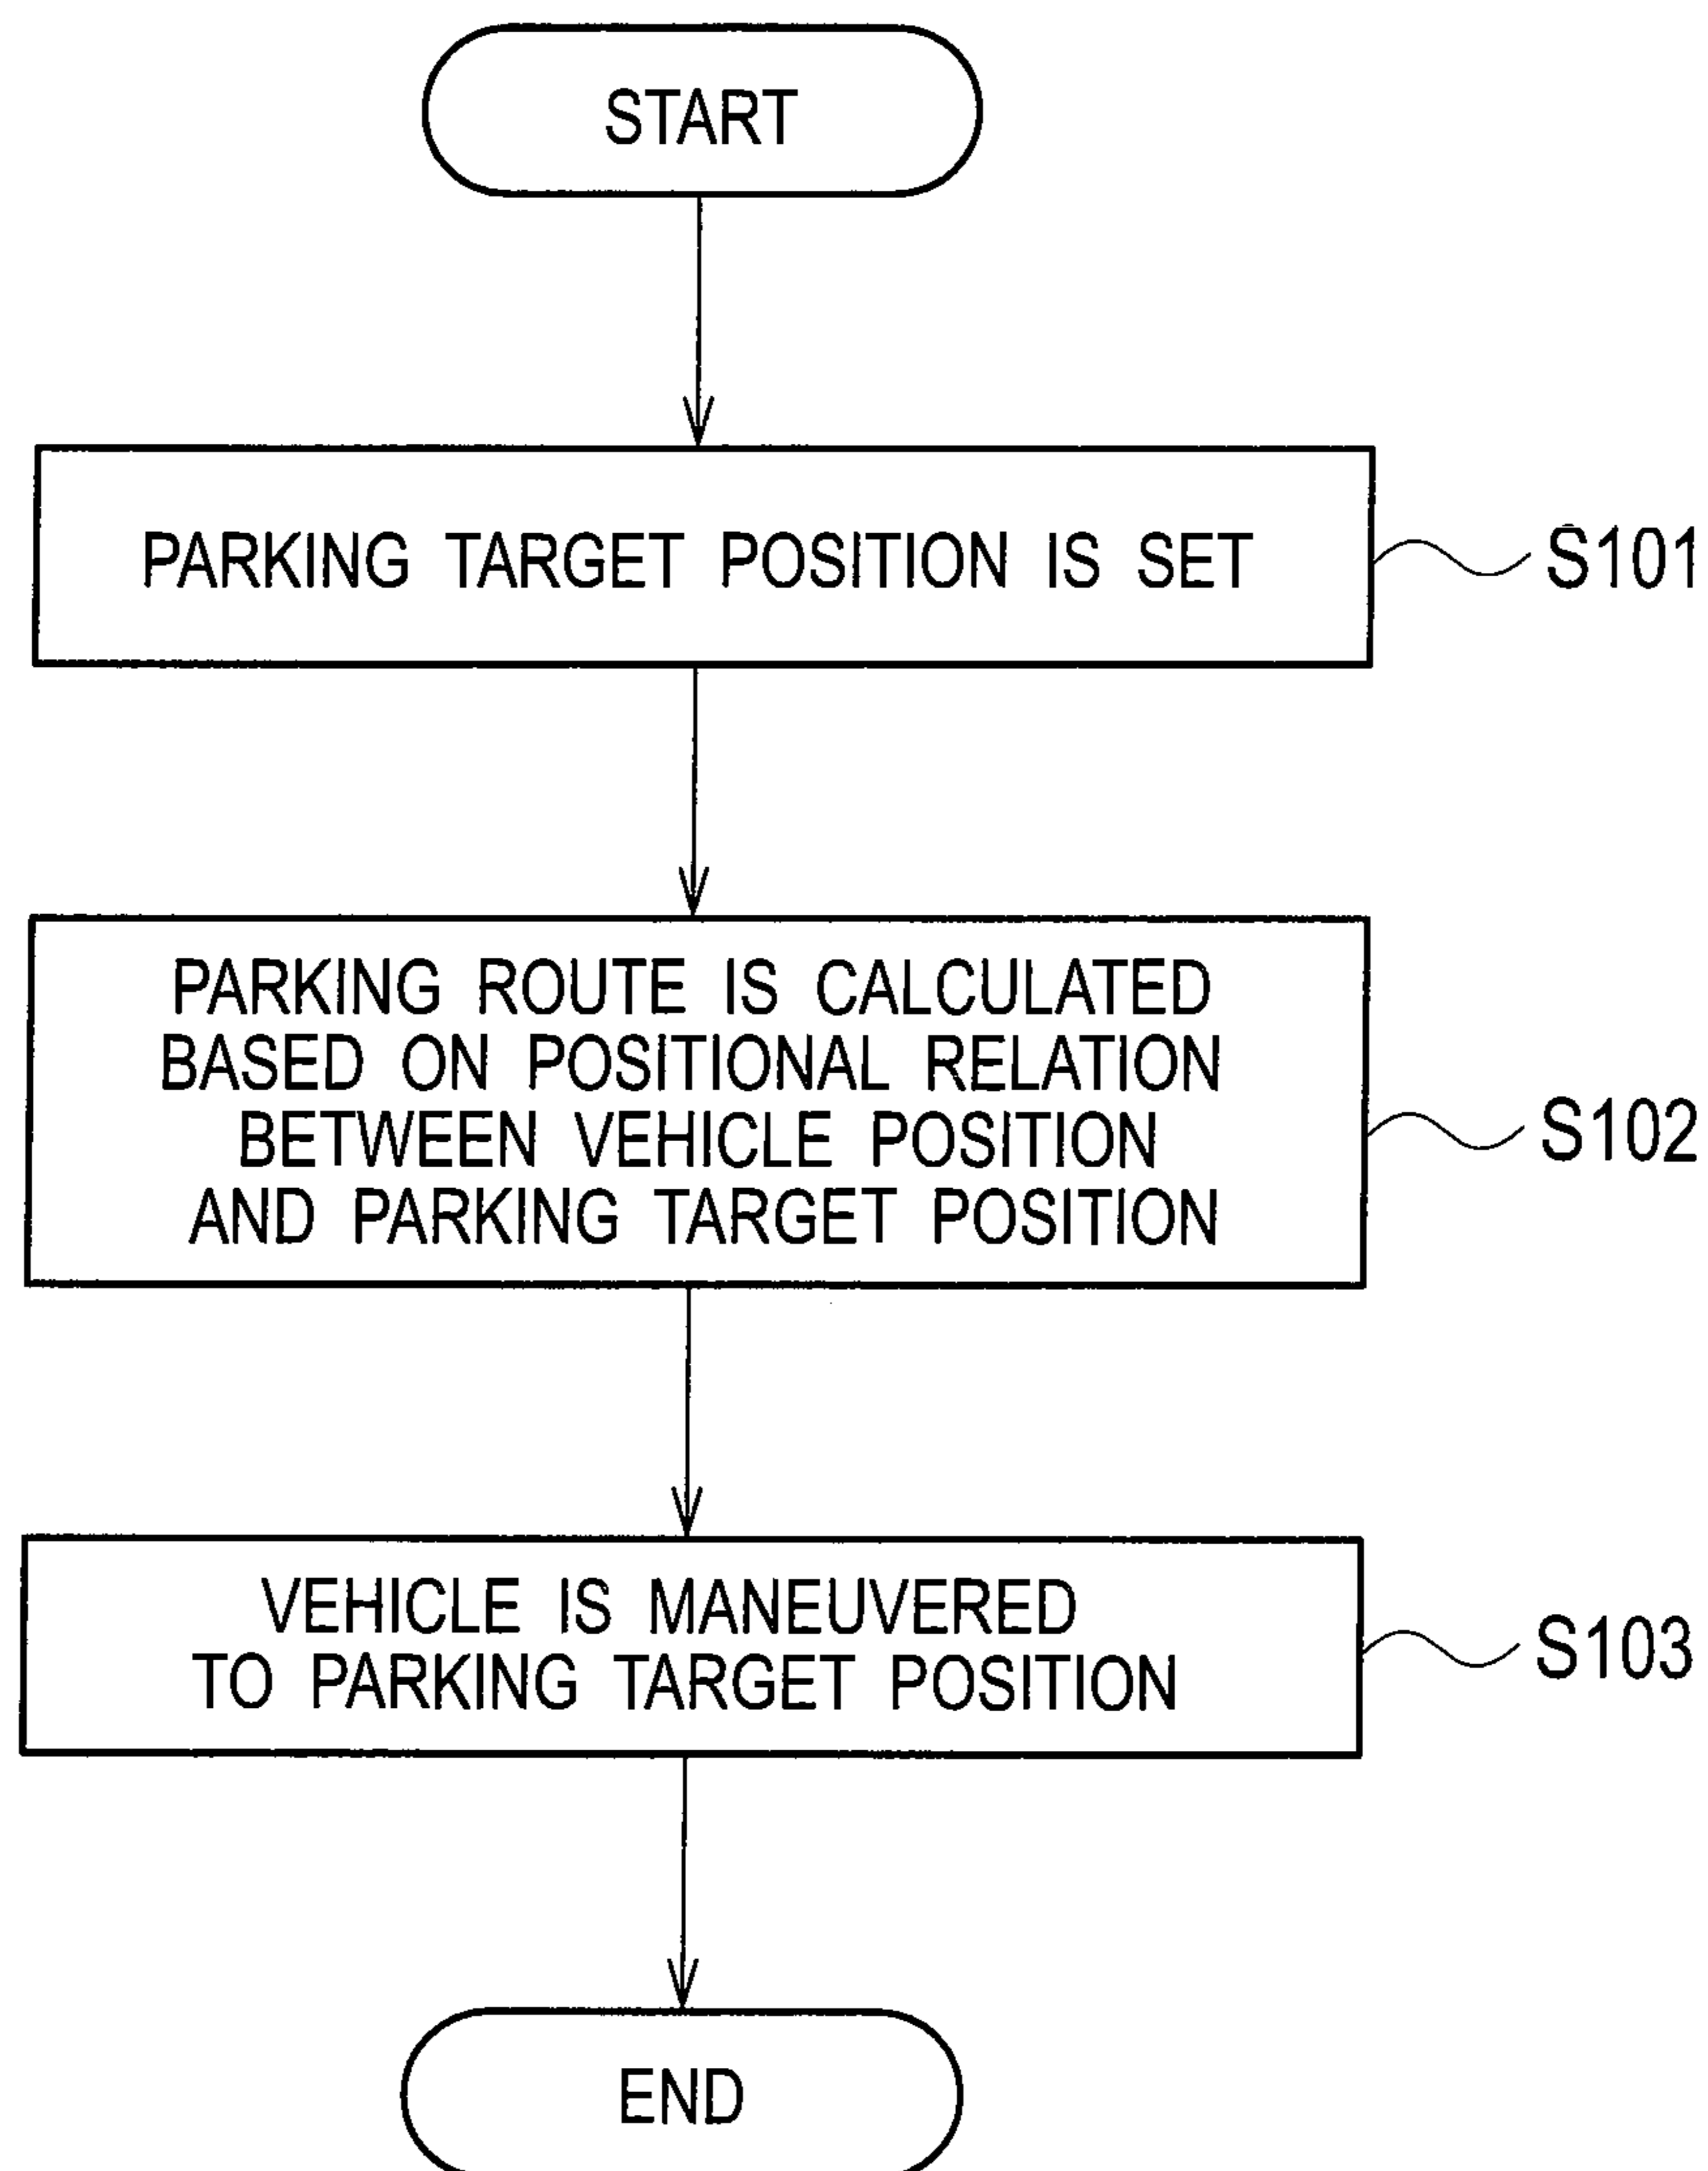 START
PARKING TARGET POSITION IS SET
S101
PARKING ROUTE IS CALCULATED
BASED ON POSITIONAL RELATION
BETWEEN VEHICLE POSITION
AND PARKING TARGET POSITION
S102
VEHICLE IS MANEUVERED
TO PARKING TARGET POSITION
S103
END